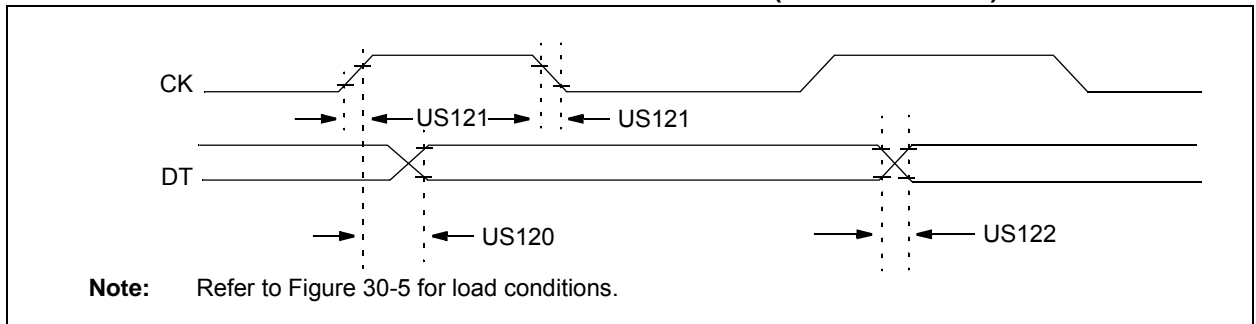 CK
US121 US121
DT
US120 US122
Note: Refer to Figure 30-5 for load conditions.